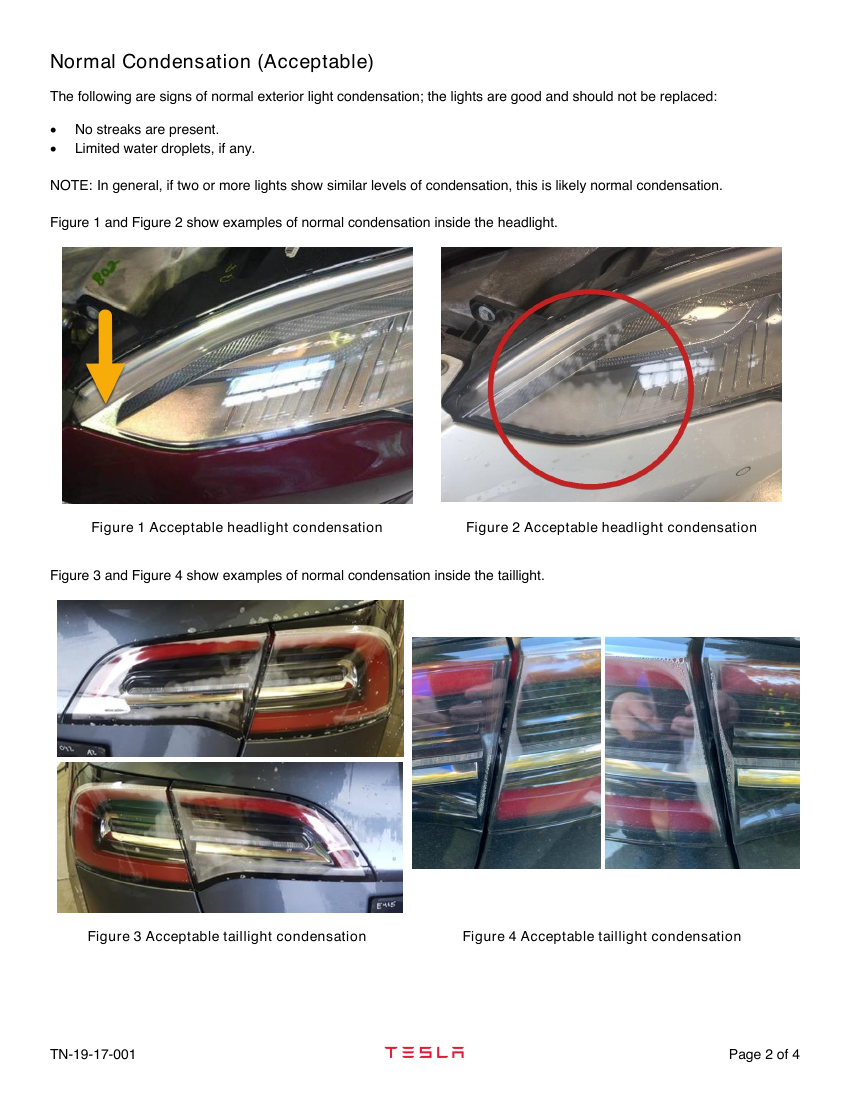 Normal Condensation (Acceptable)
The following are signs of normal exterior light condensation; the lights are good and should not be replaced:
• No streaks are present.
• Limited water droplets, if any.
NOTE: In general, if two or more lights show similar levels of condensation, this is likely normal condensation.
Figure 1 and Figure 2 show examples of normal condensation inside the headlight.
Figure 1 Acceptable headlight condensation
Figure 2 Acceptable headlight condensation
Figure 3 and Figure 4 show examples of normal condensation inside the taillight.
Figure 3 Acceptable taillight condensation
Figure 4 Acceptable taillight condensation
TN-19-17-001
TESLA
Page 2 of 4